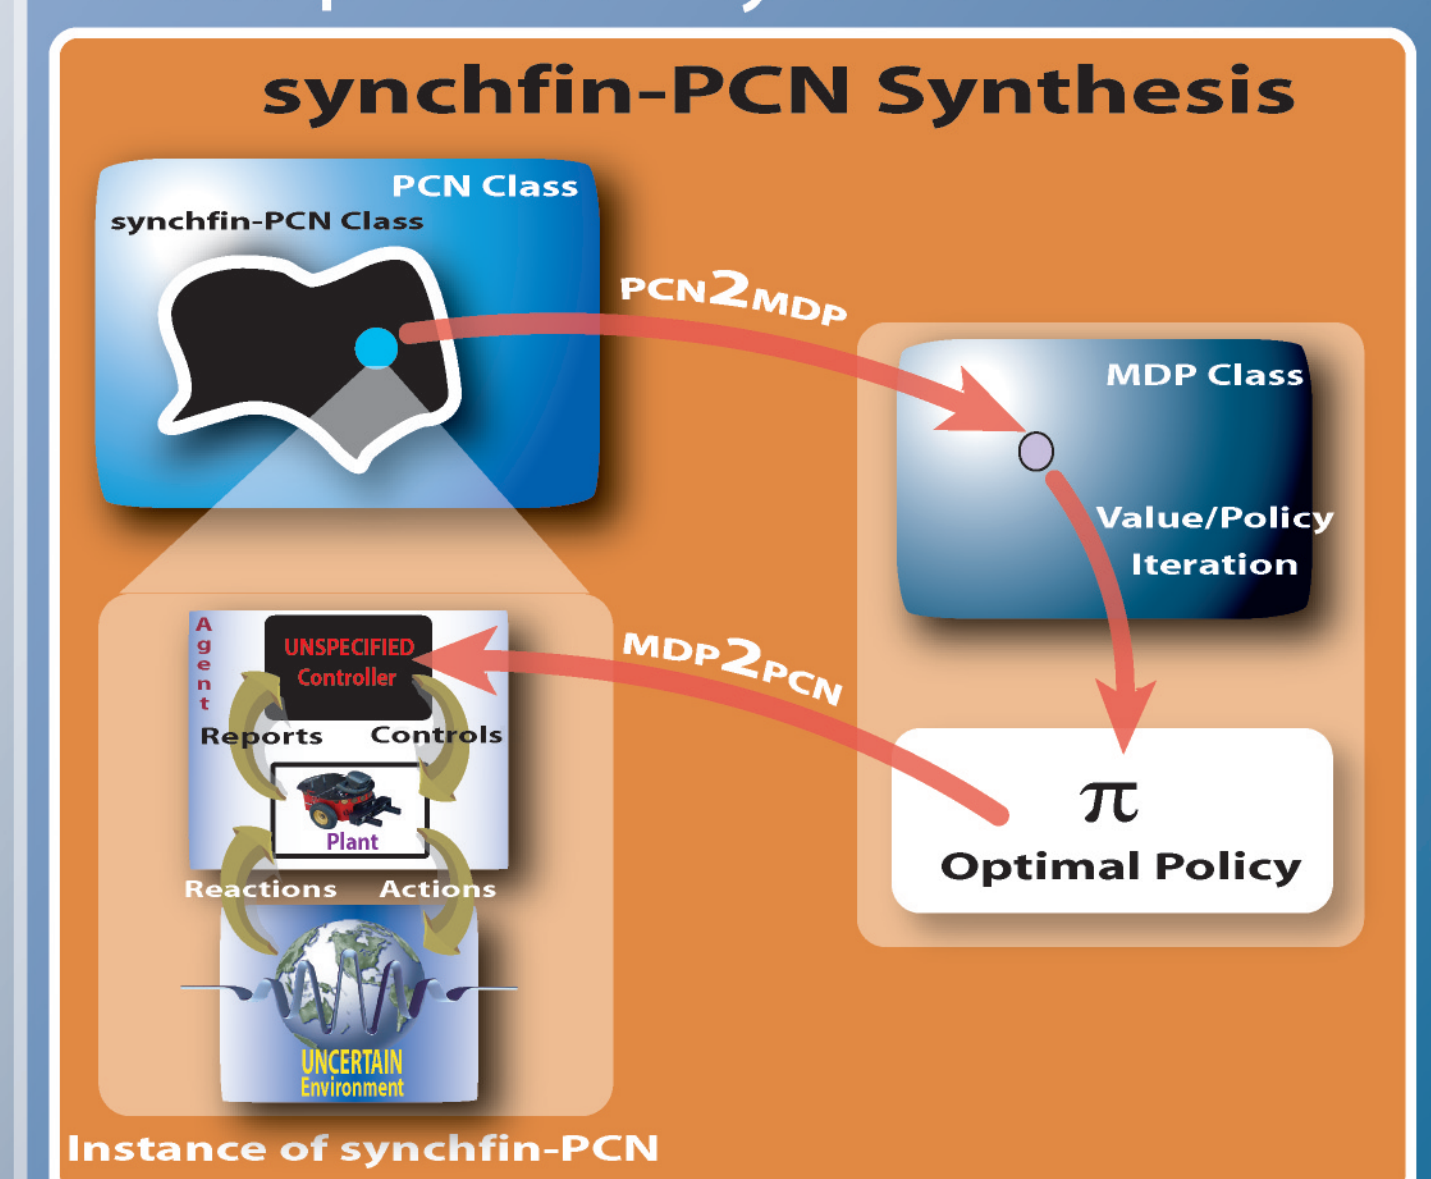 synchfin-PCN Synthesis
PCN Class
synchfin-PCN Class
PCN2MDP
MDP Class
Value/Policy
Iteration
Agent
UNSPECIFIED
Controller
MDP2PCN
Reports
Controls
π
Plant
Optimal Policy
Reactions
Actions
UNCERTAIN
Environment
Instance of synchfin-PCN